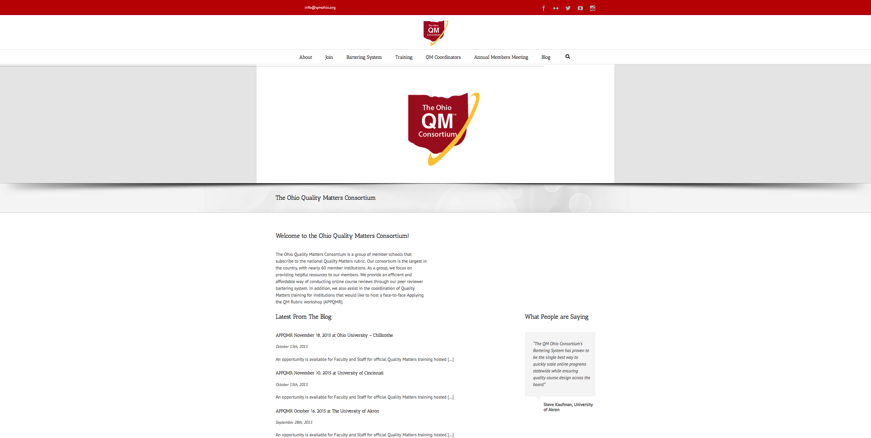 info@qmohio.org
The Ohio
QM
Consortium
About Join Bartering System Training QM Coordinators Annual Members Meeting Blog
The Ohio
QM
Consortium
The Ohio Quality Matters Consortium
Welcome to the Ohio Quality Matters Consortium!
The Ohio Quality Matters Consortium is a group of member schools that
subscribe to the national Quality Matters rubric. Our consortium is the largest in
the country, with nearly 60 member institutions. As a group, we focus on
providing helpful resources to our members. We provide an efficient and
affordable way of conducting online course reviews through our peer reviewer
bartering system. In addition, we also assist in the coordination of Quality
Matters training for institutions that would like to host a face-to-face Applying
the QM Rubric workshop (APPQMR).
Latest From The Blog
APPQMR November 18, 2015 at Ohio University – Chillicothe
October 13th, 2015
An opportunity is available for Faculty and Staff for official Quality Matters training hosted [...]
APPQMR November 10, 2015 at University of Cincinnati
October 13th, 2015
An opportunity is available for Faculty and Staff for official Quality Matters training hosted [...]
APPQMR October 16, 2015 at The University of Akron
September 28th, 2015
An opportunity is available for Faculty and Staff for official Quality Matters training hosted [...]
What People are Saying
"The QM Ohio Consortium's
Bartering System has proven to
be the single best way to
quickly scale online programs
statewide while ensuring
quality course design across the
board"
Steve Kaufman, University
of Akron